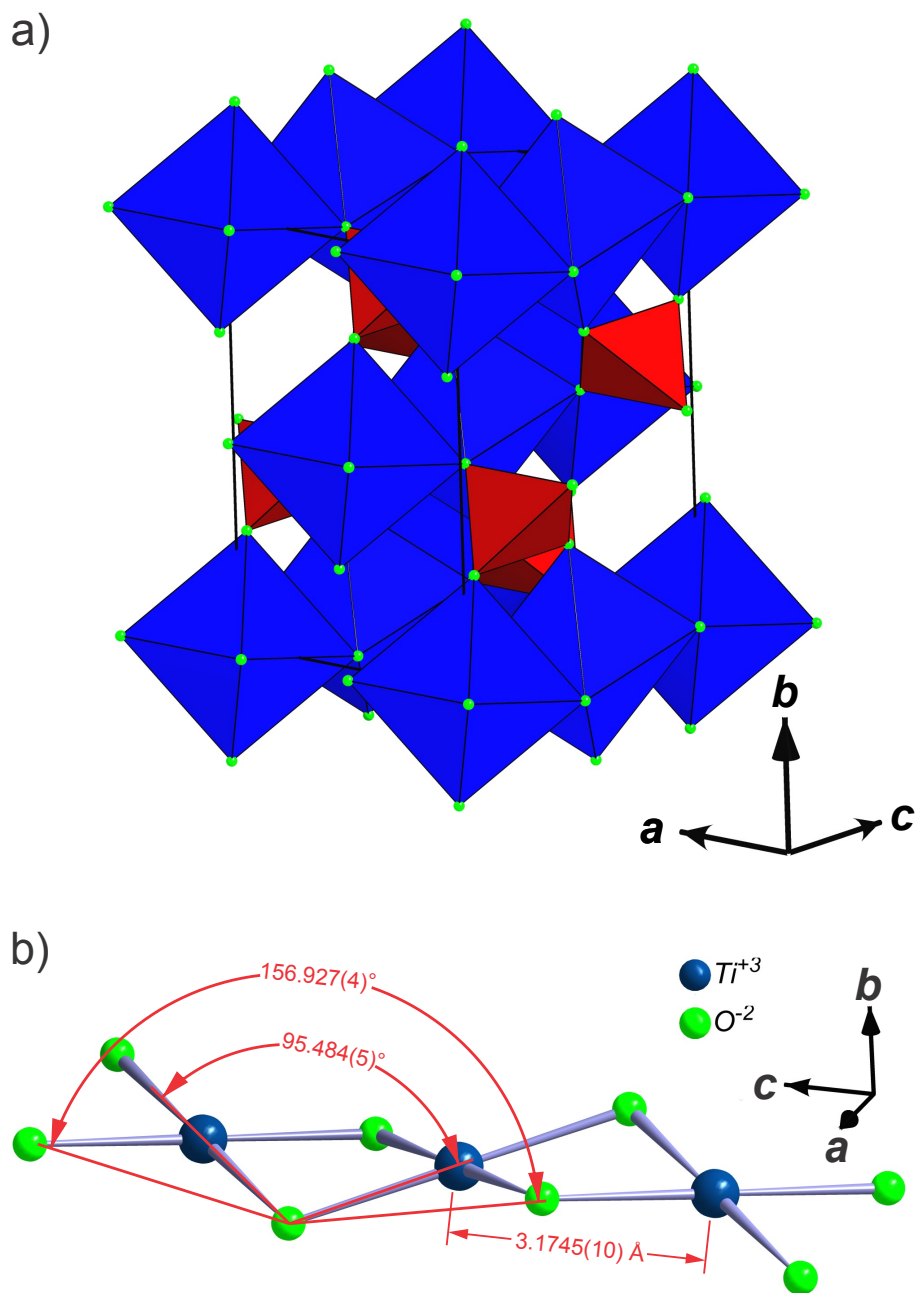 a)
b
a
c
b)
156.927(4)°
95.484(5)°
Ti+3
O-2
b
c
a
3.1745(10) Å